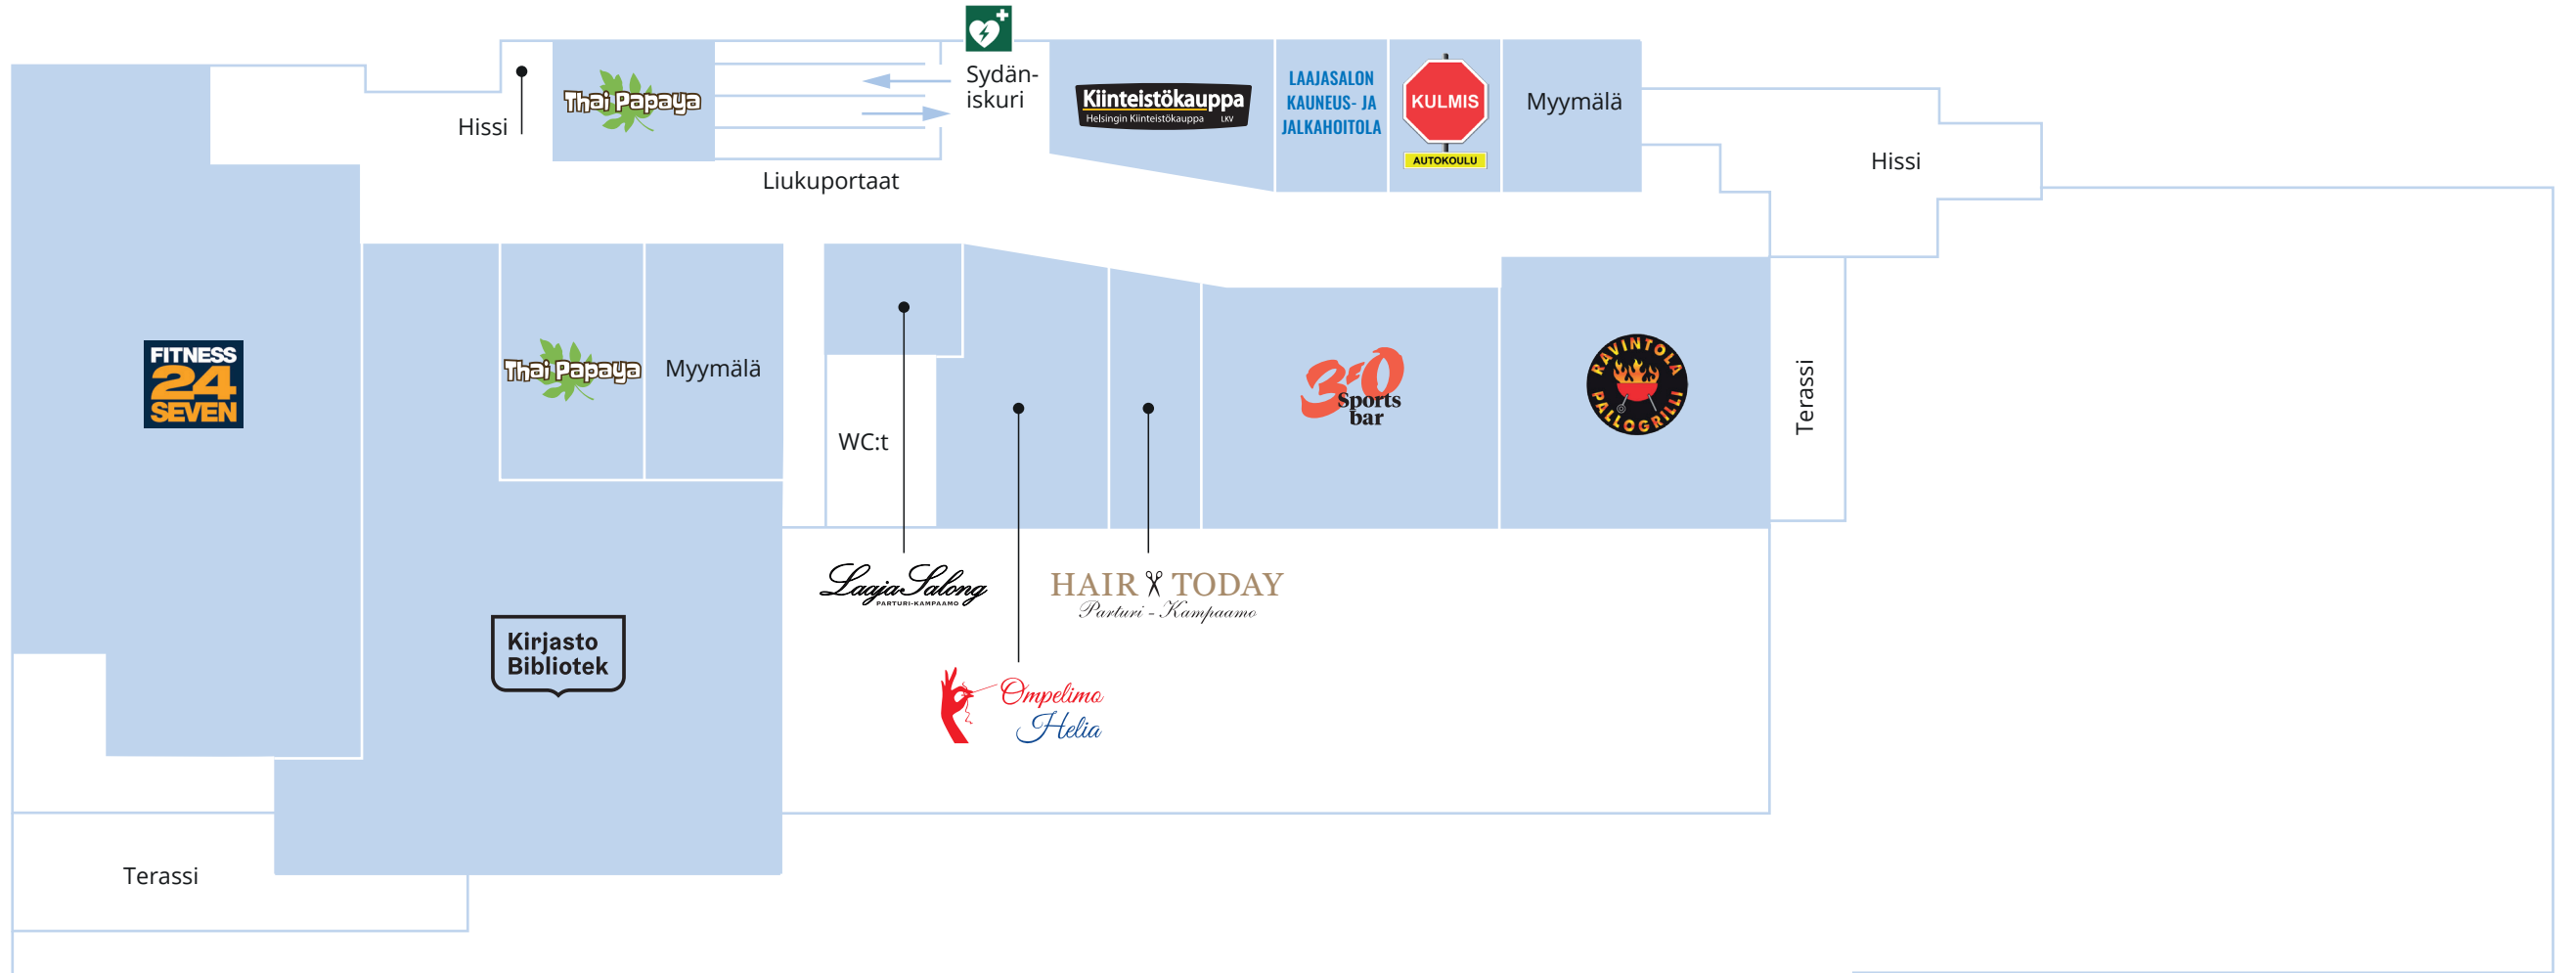 Sydän-
iskuri
Hissi
Thai Papaya
Liukuportaat
Kiinteistökauppa
Helsingin Kiinteistökauppa LKV
LAAJASALON
KAUNEUS- JA
JALKAHOITOLA
KULMIS
AUTOKOULU
Myymälä
Hissi
FITNESS
24
SEVEN
Thai Papaya
Myymälä
WC:t
3E0
Sports
bar
RAVINTOLA
PALLOGRILLI
Terassi
LaajaSalong
PARTURI-KAMPAAMO
HAIR TODAY
Parturi - Kampaamo
Kirjasto
Bibliotek
Ompelimo
Helia
Terassi